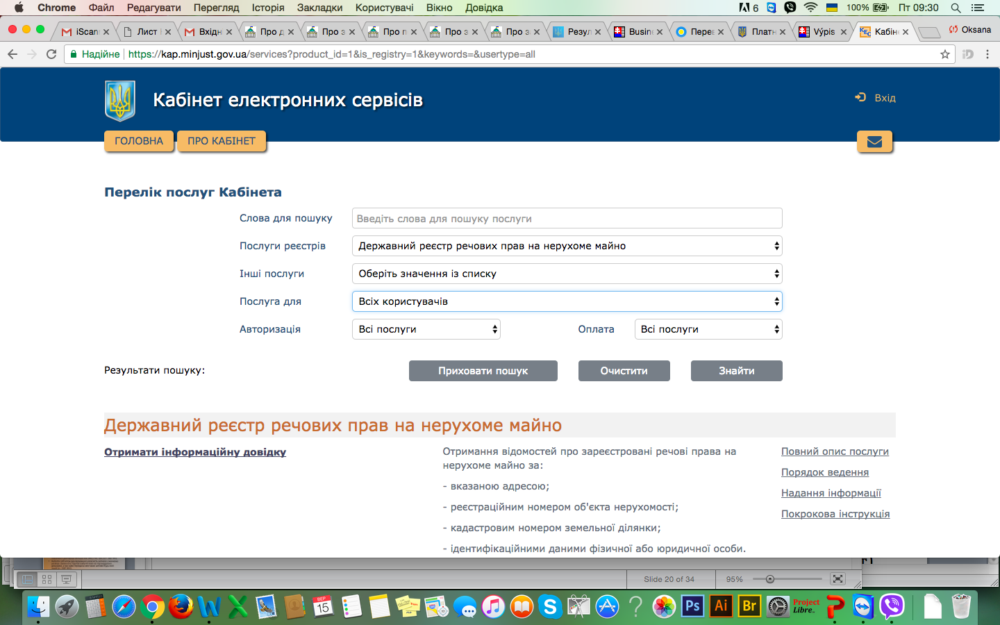 Chrome Файл Редагувати Перегляд Історія Закладки Користувачі Вікно Довідка 6 100% Пт 09:30
iScan Лист Вхідн Про д Про з Про п Про з Про з Резул Busine Перев Платн Výpis Кабін Oksana
Надійне https://kap.minjust.gov.ua/services?product_id=1&is_registry=1&keywords=&usertype=all
Кабінет електронних сервісів
Вхід
ГОЛОВНА ПРО КАБІНЕТ
Перелік послуг Кабінета
Слова для пошуку Введіть слова для пошуку послуги
Послуги реєстрів Державний реєстр речових прав на нерухоме майно
Інші послуги Оберіть значення із списку
Послуга для Всіх користувачів
Авторизація Всі послуги Оплата Всі послуги
Результати пошуку: Приховати пошук Очистити Знайти
Державний реєстр речових прав на нерухоме майно
Отримати інформаційну довідку
Отримання відомостей про зареєстровані речові права на
нерухоме майно за:
- вказаною адресою;
- реєстраційним номером об'єкта нерухомості;
- кадастровим номером земельної ділянки;
- ідентифікаційними даними фізичної або юридичної особи.
Повний опис послуги
Порядок ведення
Надання інформації
Покрокова інструкція
Slide 20 of 34 95%
ВЕР
15
Ps Ai Br
Project
Libre